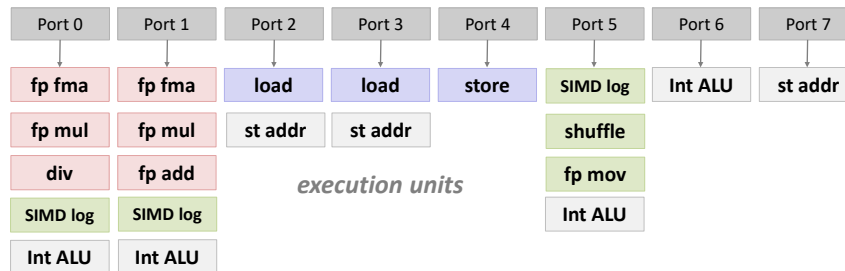 Port 0 Port 1 Port 2 Port 3 Port 4 Port 5 Port 6 Port 7
fp fma fp fma load load store SIMD log Int ALU st addr
fp mul fp mul st addr st addr shuffle
div fp add execution units fp mov
SIMD log SIMD log Int ALU
Int ALU Int ALU